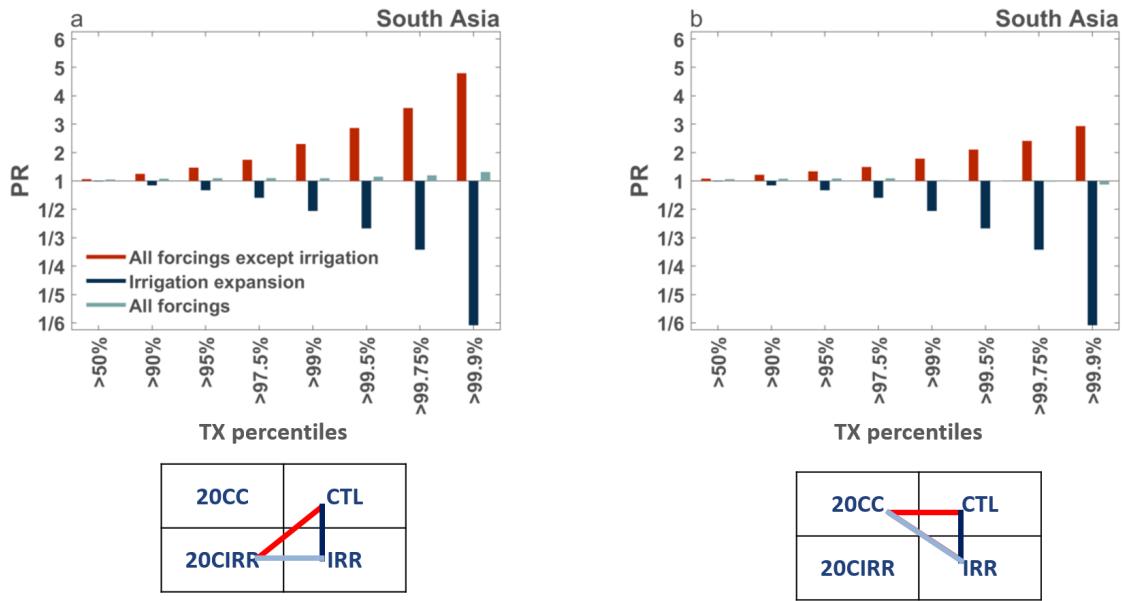 a South Asia
6
5
4
3
2
1
1/2
1/3
1/4
1/5
1/6
PR
All forcings except irrigation
Irrigation expansion
All forcings
>50% >90% >95% >97.5% >99% >99.5% >99.75% >99.9%
TX percentiles
20CC CTL
20CIRR IRR
b South Asia
6
5
4
3
2
1
1/2
1/3
1/4
1/5
1/6
PR
>50% >90% >95% >97.5% >99% >99.5% >99.75% >99.9%
TX percentiles
20CC CTL
20CIRR IRR